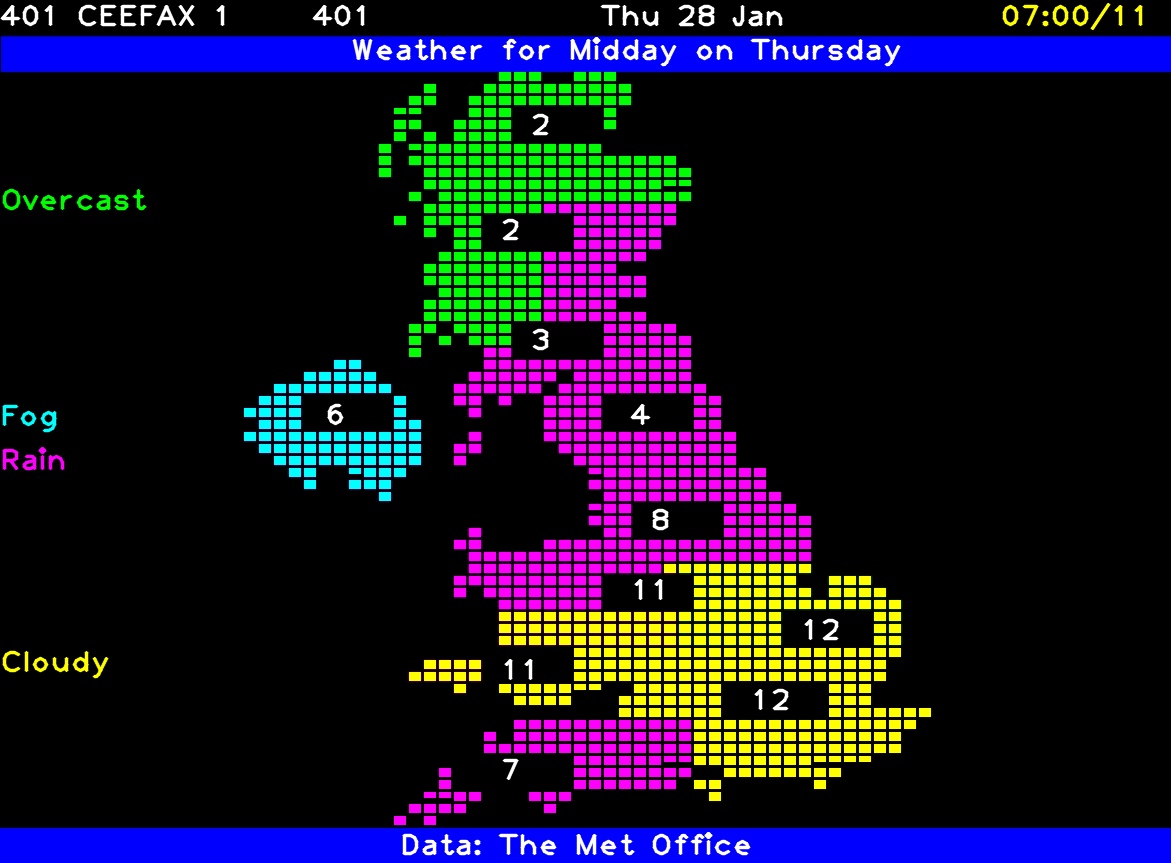 401 CEEFAX 1 401 Thu 28 Jan 07:00/11
Weather for Midday on Thursday
2
Overcast
2
3
Fog 6 4
Rain
8
11
12
Cloudy 11
12
7
Data: The Met Office